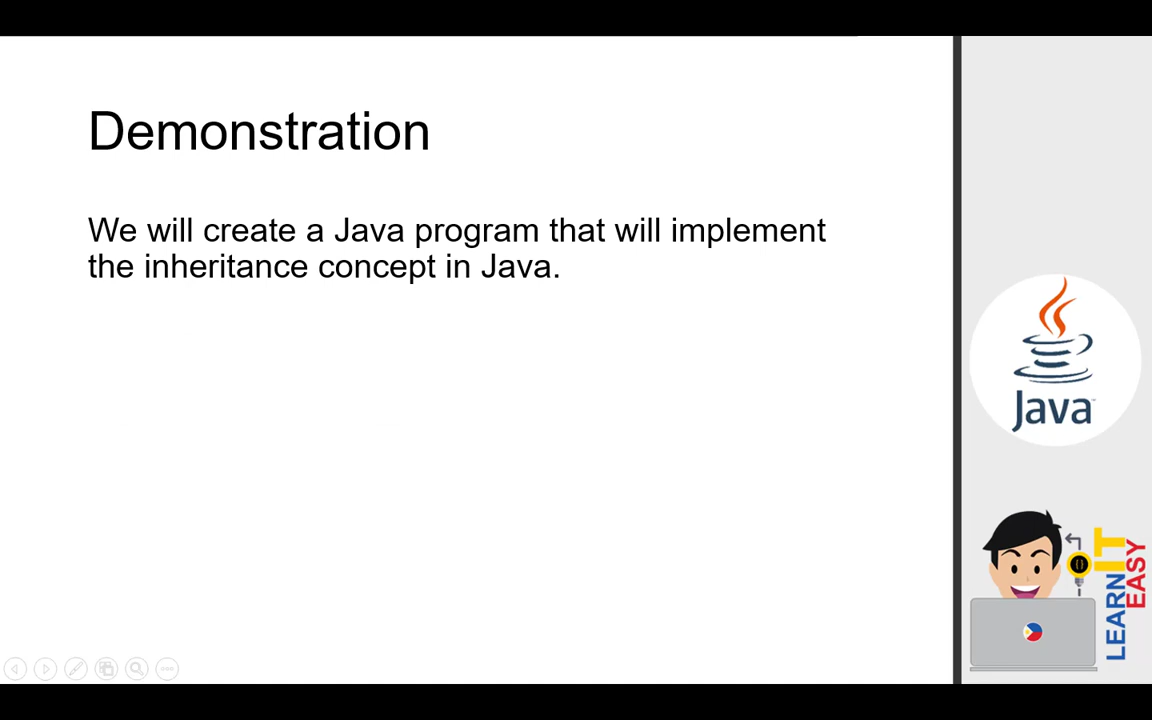 Demonstration
We will create a Java program that will implement
the inheritance concept in Java.
Java
LEARN IT
EASY